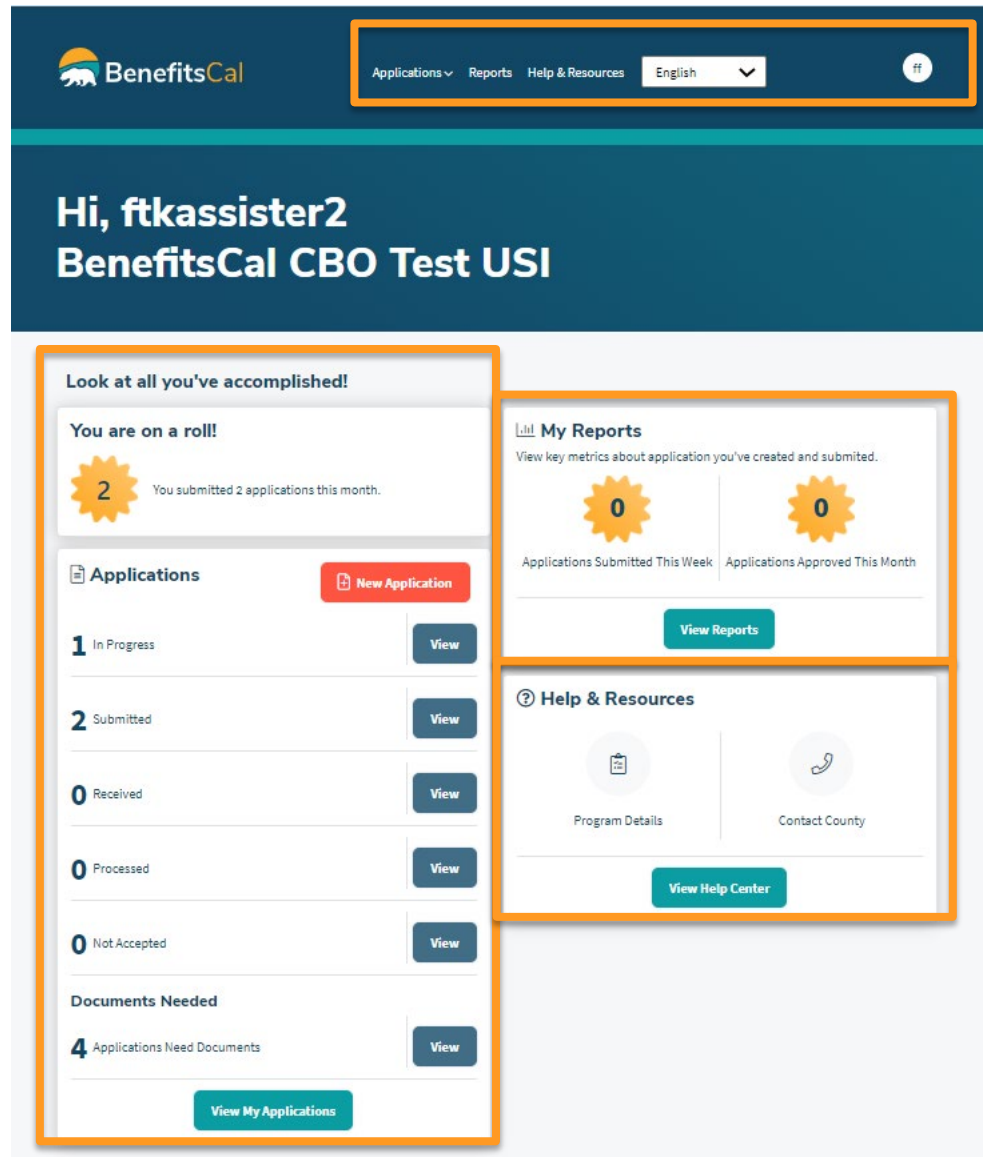 BenefitsCal
Applications Reports Help & Resources English ff
Hi, ftkassister2
BenefitsCal CBO Test USI
Look at all you've accomplished!
You are on a roll!
2 You submitted 2 applications this month.
Applications New Application
1 In Progress View
2 Submitted View
0 Received View
0 Processed View
0 Not Accepted View
Documents Needed
4 Applications Need Documents View
View My Applications
My Reports
View key metrics about application you've created and submited.
0 0
Applications Submitted This Week Applications Approved This Month
View Reports
Help & Resources
Program Details Contact County
View Help Center